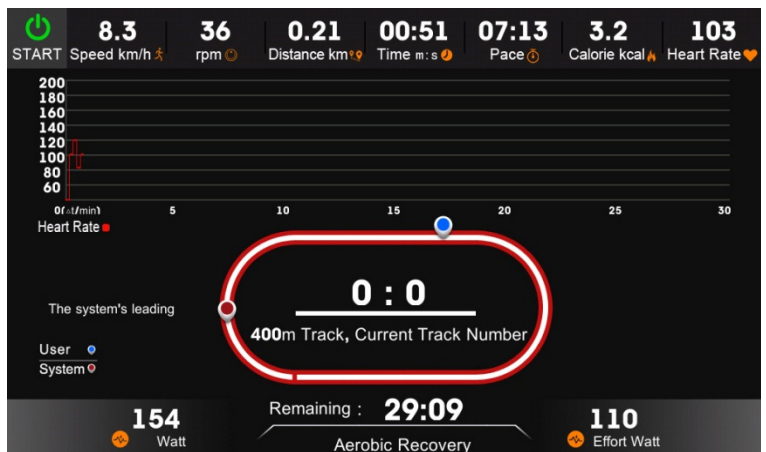 8.3 36 0.21 00:51 07:13 3.2 103
START Speed km/h rpm Distance km Time m:s Pace Calorie kcal Heart Rate
200
180
160
140
120
100
80
60
0(△t/min) 5 10 15 20 25 30
Heart Rate
0 : 0
The system's leading
400m Track, Current Track Number
User
System
154 Remaining : 29:09 110
Watt Aerobic Recovery Effort Watt